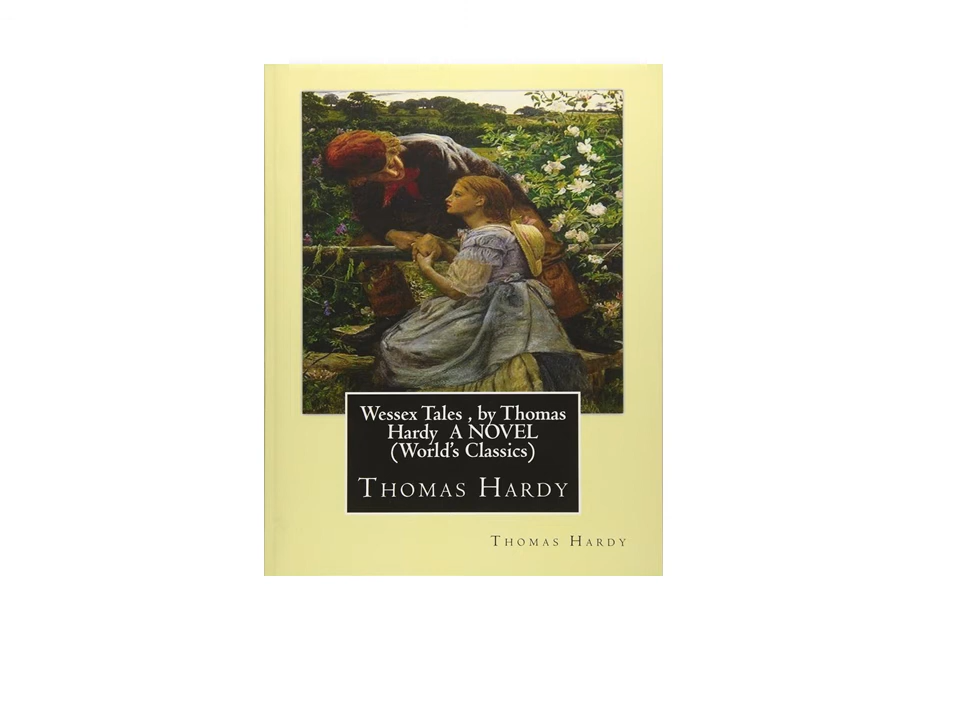 Wessex Tales , by Thomas
Hardy  A NOVEL
(World's Classics)
Thomas Hardy
Thomas Hardy